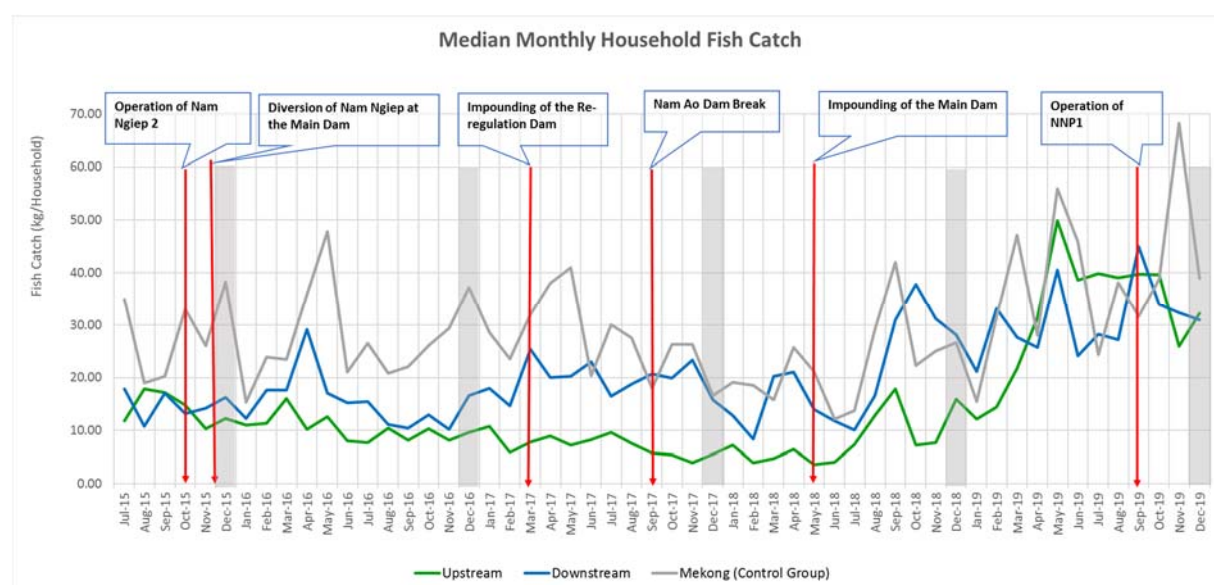 Median Monthly Household Fish Catch
Operation of Nam
Ngiep 2
Diversion of Nam Ngiep at
the Main Dam
Impounding of the Re-
regulation Dam
Nam Ao Dam Break
Impounding of the Main Dam
Operation of
NNP1
Fish Catch (kg/Household)
70.00
60.00
50.00
40.00
30.00
20.00
10.00
0.00
Jul-15
Aug-15
Sep-15
Oct-15
Nov-15
Dec-15
Jan-16
Feb-16
Mar-16
Apr-16
May-16
Jun-16
Jul-16
Aug-16
Sep-16
Oct-16
Nov-16
Dec-16
Jan-17
Feb-17
Mar-17
Apr-17
May-17
Jun-17
Jul-17
Aug-17
Sep-17
Oct-17
Nov-17
Dec-17
Jan-18
Feb-18
Mar-18
Apr-18
May-18
Jun-18
Jul-18
Aug-18
Sep-18
Oct-18
Nov-18
Dec-18
Jan-19
Feb-19
Mar-19
Apr-19
May-19
Jun-19
Jul-19
Aug-19
Sep-19
Oct-19
Nov-19
Dec-19
Upstream
Downstream
Mekong (Control Group)